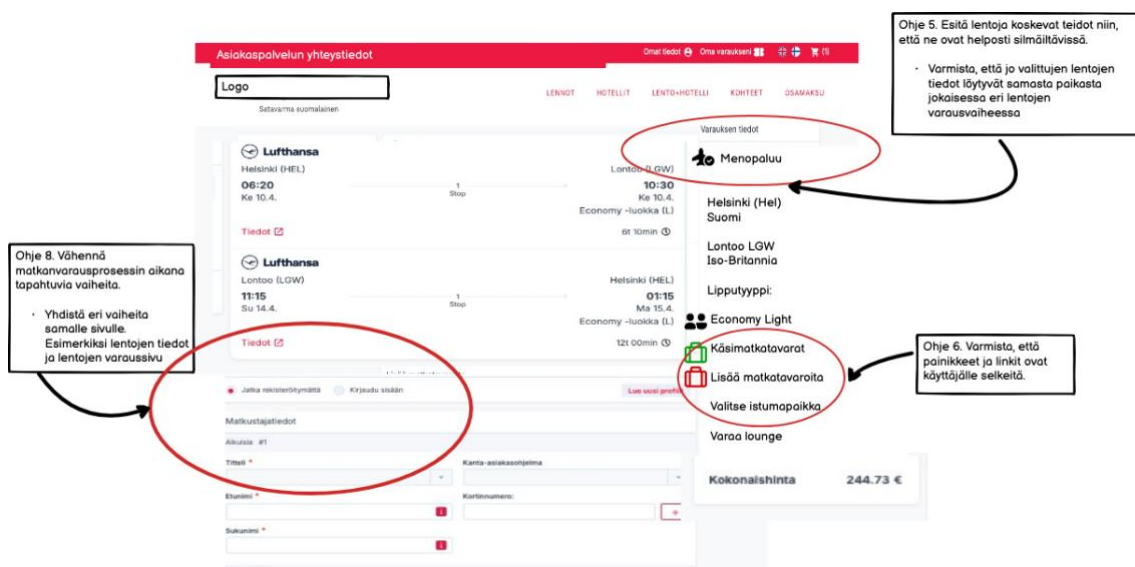 Ohje 5. Esitä lentoja koskevat teidot niin,
että ne ovat helposti silmäiltävissä.
· Varmista, että jo valittujen lentojen
tiedot löytyvät samasta paikasta
jokaisessa eri lentojen
varausvaiheessa
Asiakaspalvelun yhteystiedot
Omat tiedot Oma varaukseni (1)
Logo
LENNOT HOTELLIT LENTO+HOTELLI KOHTEET OSAMAKSU
Satavarma suomalainen
Varauksen tiedot
Lufthansa
Helsinki (HEL) Lontoo (LGW)
06:20 1 10:30
Ke 10.4. Stop Ke 10.4.
Economy -luokka (L)
Tiedot 6t 10min
Lufthansa
Lontoo (LGW) Helsinki (HEL)
11:15 1 01:15
Su 14.4. Stop Ma 15.4.
Economy -luokka (L)
Tiedot 12t 00min
Menopaluu
Helsinki (Hel)
Suomi
Lontoo LGW
Iso-Britannia
Lipputyyppi:
Economy Light
Käsimatkatavarat
Lisää matkatavaroita
Valitse istumapaikka
Varaa lounge
Kokonaishinta 244.73 €
Ohje 8. Vähennä
matkanvarausprosessin aikana
tapahtuvia vaiheita.
· Yhdistä eri vaiheita
samalle sivulle.
Esimerkiksi lentojen tiedot
ja lentojen varaussivu
Ohje 6. Varmista, että
painikkeet ja linkit ovat
käyttäjälle selkeitä.
Jatka rekisteröitymättä Kirjaudu sisään Luo uusi profiili
Matkustajatiedot
Aikuisia #1
Titteli * Kanta-asiakasohjelma
Etunimi * Kortinnumero:
Sukunimi *